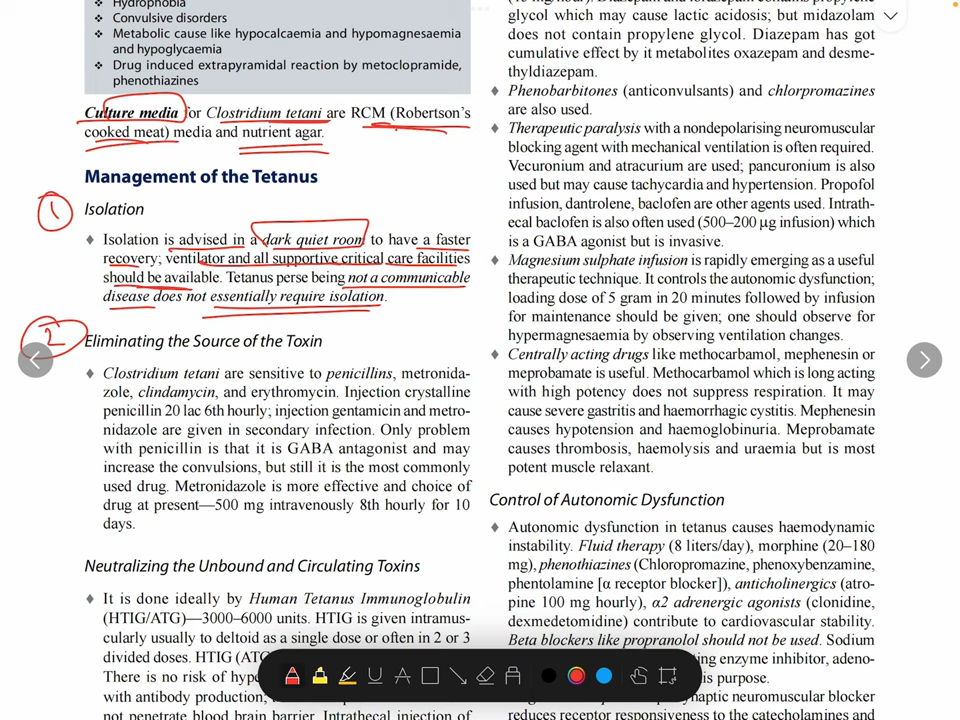 ❖ Hydrophobia
❖ Convulsive disorders
❖ Metabolic cause like hypocalcaemia and hypomagnesaemia
and hypoglycaemia
❖ Drug induced extrapyramidal reaction by metoclopramide,
phenothiazines
Culture media for Clostridium tetani are RCM (Robertson's
cooked meat) media and nutrient agar.
Management of the Tetanus
1
Isolation
♦ Isolation is advised in a dark quiet room to have a faster
recovery; ventilator and all supportive critical care facilities
should be available. Tetanus perse being not a communicable
disease does not essentially require isolation.
2
Eliminating the Source of the Toxin
♦ Clostridium tetani are sensitive to penicillins, metronida-
zole, clindamycin, and erythromycin. Injection crystalline
penicillin 20 lac 6th hourly; injection gentamicin and metro-
nidazole are given in secondary infection. Only problem
with penicillin is that it is GABA antagonist and may
increase the convulsions, but still it is the most commonly
used drug. Metronidazole is more effective and choice of
drug at present—500 mg intravenously 8th hourly for 10
days.
Neutralizing the Unbound and Circulating Toxins
♦ It is done ideally by Human Tetanus Immunoglobulin
(HTIG/ATG)—3000–6000 units. HTIG is given intramus-
cularly usually to deltoid as a single dose or often in 2 or 3
divided doses. HTIG (ATG
There is no risk of hype
with antibody production;
not penetrate blood brain barrier. Intrathecal injection of
glycol which may cause lactic acidosis; but midazolam
does not contain propylene glycol. Diazepam has got
cumulative effect by it metabolites oxazepam and desme-
thyldiazepam.
♦ Phenobarbitones (anticonvulsants) and chlorpromazines
are also used.
♦ Therapeutic paralysis with a nondepolarising neuromuscular
blocking agent with mechanical ventilation is often required.
Vecuronium and atracurium are used; pancuronium is also
used but may cause tachycardia and hypertension. Propofol
infusion, dantrolene, baclofen are other agents used. Intrath-
ecal baclofen is also often used (500–200 µg infusion) which
is a GABA agonist but is invasive.
♦ Magnesium sulphate infusion is rapidly emerging as a useful
therapeutic technique. It controls the autonomic dysfunction;
loading dose of 5 gram in 20 minutes followed by infusion
for maintenance should be given; one should observe for
hypermagnesaemia by observing ventilation changes.
♦ Centrally acting drugs like methocarbamol, mephenesin or
meprobamate is useful. Methocarbamol which is long acting
with high potency does not suppress respiration. It may
cause severe gastritis and haemorrhagic cystitis. Mephenesin
causes hypotension and haemoglobinuria. Meprobamate
causes thrombosis, haemolysis and uraemia but is most
potent muscle relaxant.
Control of Autonomic Dysfunction
♦ Autonomic dysfunction in tetanus causes haemodynamic
instability. Fluid therapy (8 liters/day), morphine (20–180
mg), phenothiazines (Chloropromazine, phenoxybenzamine,
phentolamine [α receptor blocker]), anticholinergics (atro-
pine 100 mg hourly), α2 adrenergic agonists (clonidine,
dexmedetomidine) contribute to cardiovascular stability.
Beta blockers like propranolol should not be used. Sodium
ing enzyme inhibitor, adeno-
is purpose.
aptic neuromuscular blocker
reduces receptor responsiveness to the catecholamines and